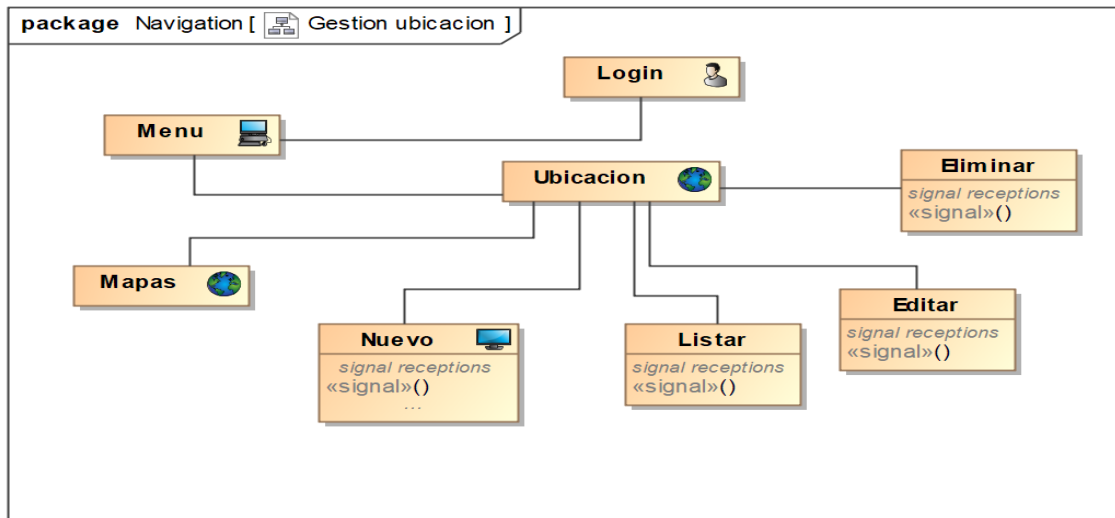 package Navigation [ Gestion ubicacion ]
Login
Menu
Ubicacion
Eliminar
signal receptions
«signal»()
Mapas
Nuevo
signal receptions
«signal»()
...
Listar
signal receptions
«signal»()
Editar
signal receptions
«signal»()